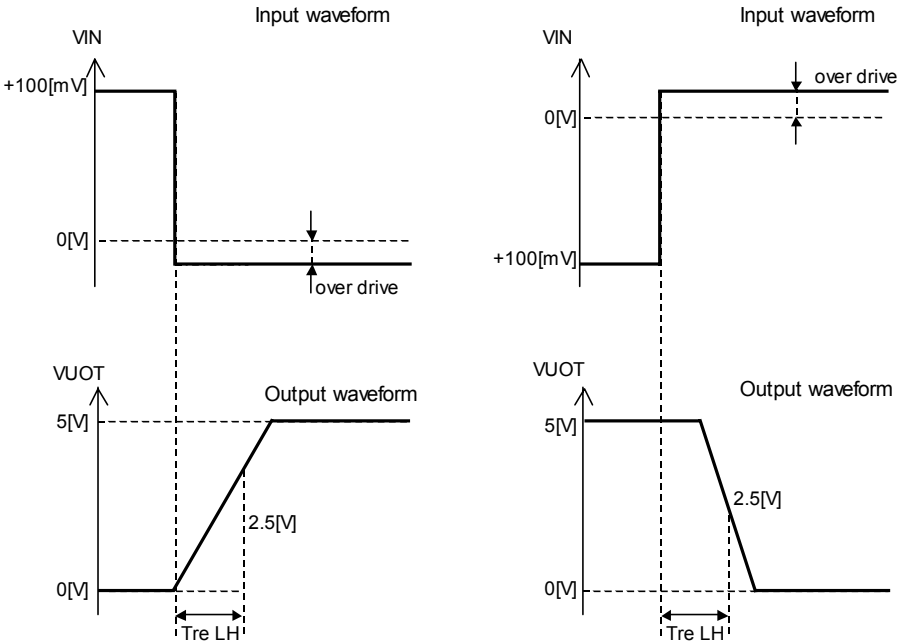 Input waveform
VIN
+100[mV]
0[V]
over drive
VUOT
Output waveform
5[V]
2.5[V]
0[V]
Tre LH
Input waveform
VIN
over drive
0[V]
+100[mV]
VUOT
Output waveform
5[V]
2.5[V]
0[V]
Tre LH